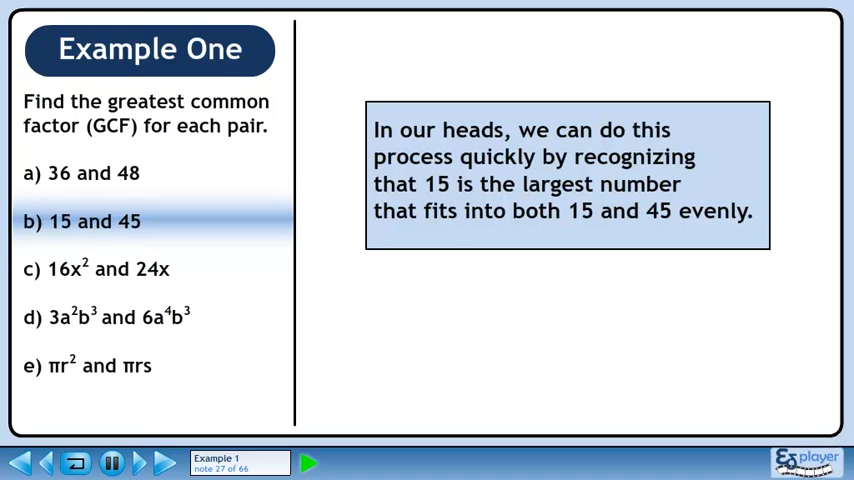 Example One
Find the greatest common
factor (GCF) for each pair.
a) 36 and 48
b) 15 and 45
c) 16x² and 24x
d) 3a²b³ and 6a⁴b³
e) πr² and πrs
In our heads, we can do this
process quickly by recognizing
that 15 is the largest number
that fits into both 15 and 45 evenly.
Example 1
note 27 of 66
player